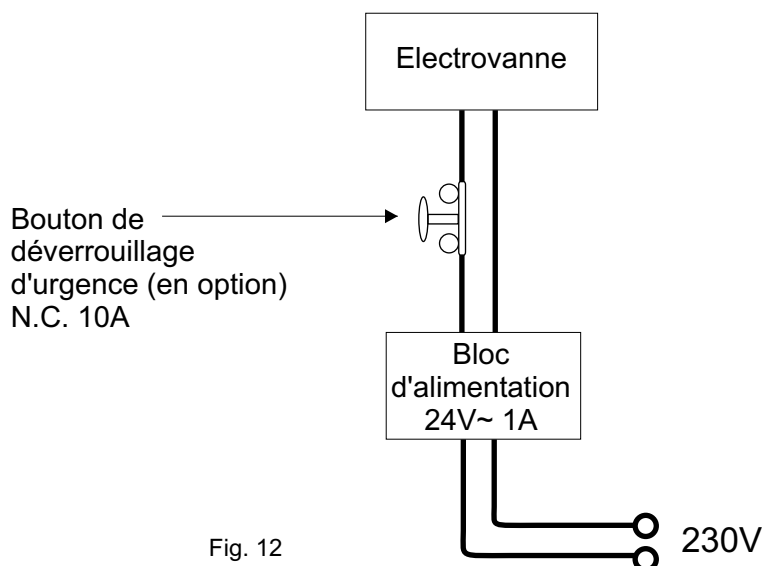 Electrovanne
Bouton de
déverrouillage
d'urgence (en option)
N.C. 10A
Bloc
d'alimentation
24V~ 1A
230V
Fig. 12